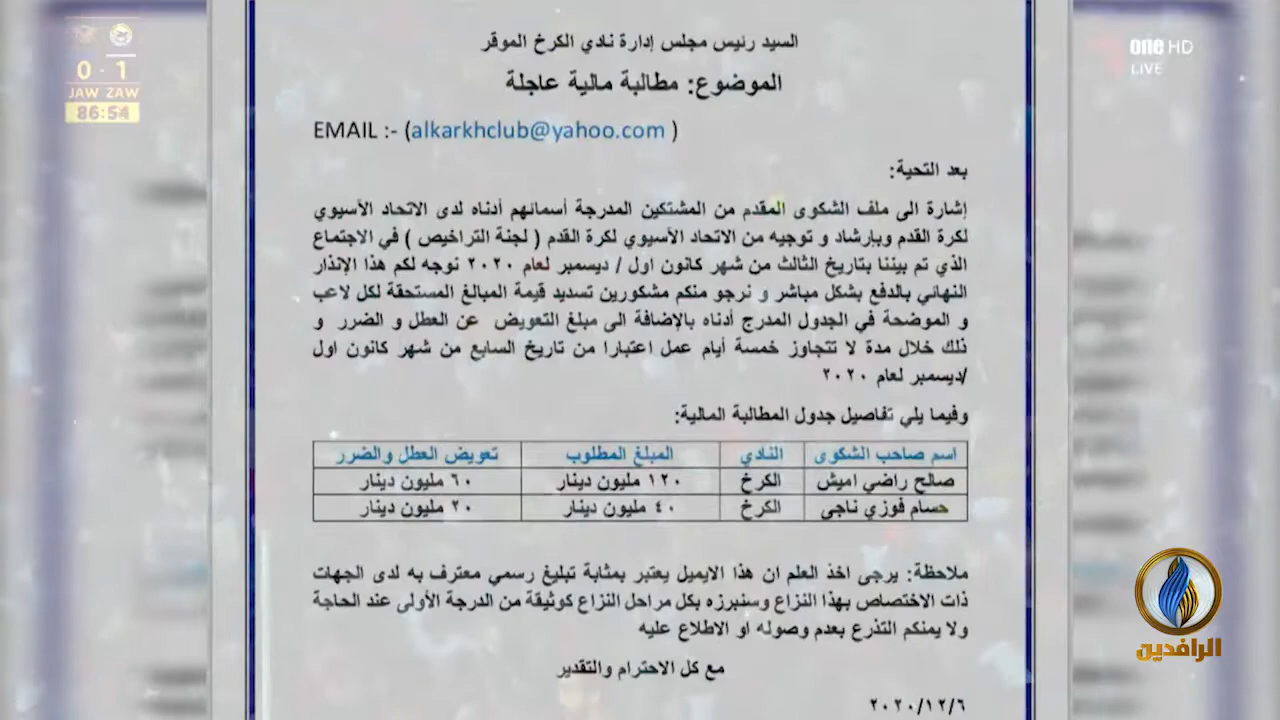 0 - 1
JAW ZAW
86:54
one HD
LIVE
السيد رئيس مجلس إدارة نادي الكرخ الموقر
الموضوع: مطالبة مالية عاجلة
EMAIL :- (alkarkhclub@yahoo.com )
بعد التحية:
إشارة الى ملف الشكوى المقدم من المشتكين المدرجة أسمائهم أدناه لدى الاتحاد الآسيوي
لكرة القدم وبإرشاد و توجيه من الاتحاد الآسيوي لكرة القدم ( لجنة التراخيص ) في الاجتماع
الذي تم بيننا بتاريخ الثالث من شهر كانون اول / ديسمبر لعام ٢٠٢٠ نوجه لكم هذا الإنذار
النهائي بالدفع بشكل مباشر و نرجو منكم مشكورين تسديد قيمة المبالغ المستحقة لكل لاعب
و الموضحة في الجدول المدرج أدناه بالإضافة الى مبلغ التعويض عن العطل و الضرر و
ذلك خلال مدة لا تتجاوز خمسة أيام عمل اعتبارا من تاريخ السابع من شهر كانون اول
/ديسمبر لعام ٢٠٢٠
وفيما يلي تفاصيل جدول المطالبة المالية:
اسم صاحب الشكوى النادي المبلغ المطلوب تعويض العطل والضرر
صالح راضي اميش الكرخ ١٢٠ مليون دينار ٦٠ مليون دينار
حسام فوزي ناجي الكرخ ٤٠ مليون دينار ٢٠ مليون دينار
ملاحظة: يرجى اخذ العلم ان هذا الايميل يعتبر بمثابة تبليغ رسمي معترف به لدى الجهات
ذات الاختصاص بهذا النزاع وسنبرزه بكل مراحل النزاع كوثيقة من الدرجة الأولى عند الحاجة
ولا يمنكم التذرع بعدم وصوله او الاطلاع عليه
مع كل الاحترام والتقدير
٢٠٢٠/١٢/٦
الرافدين